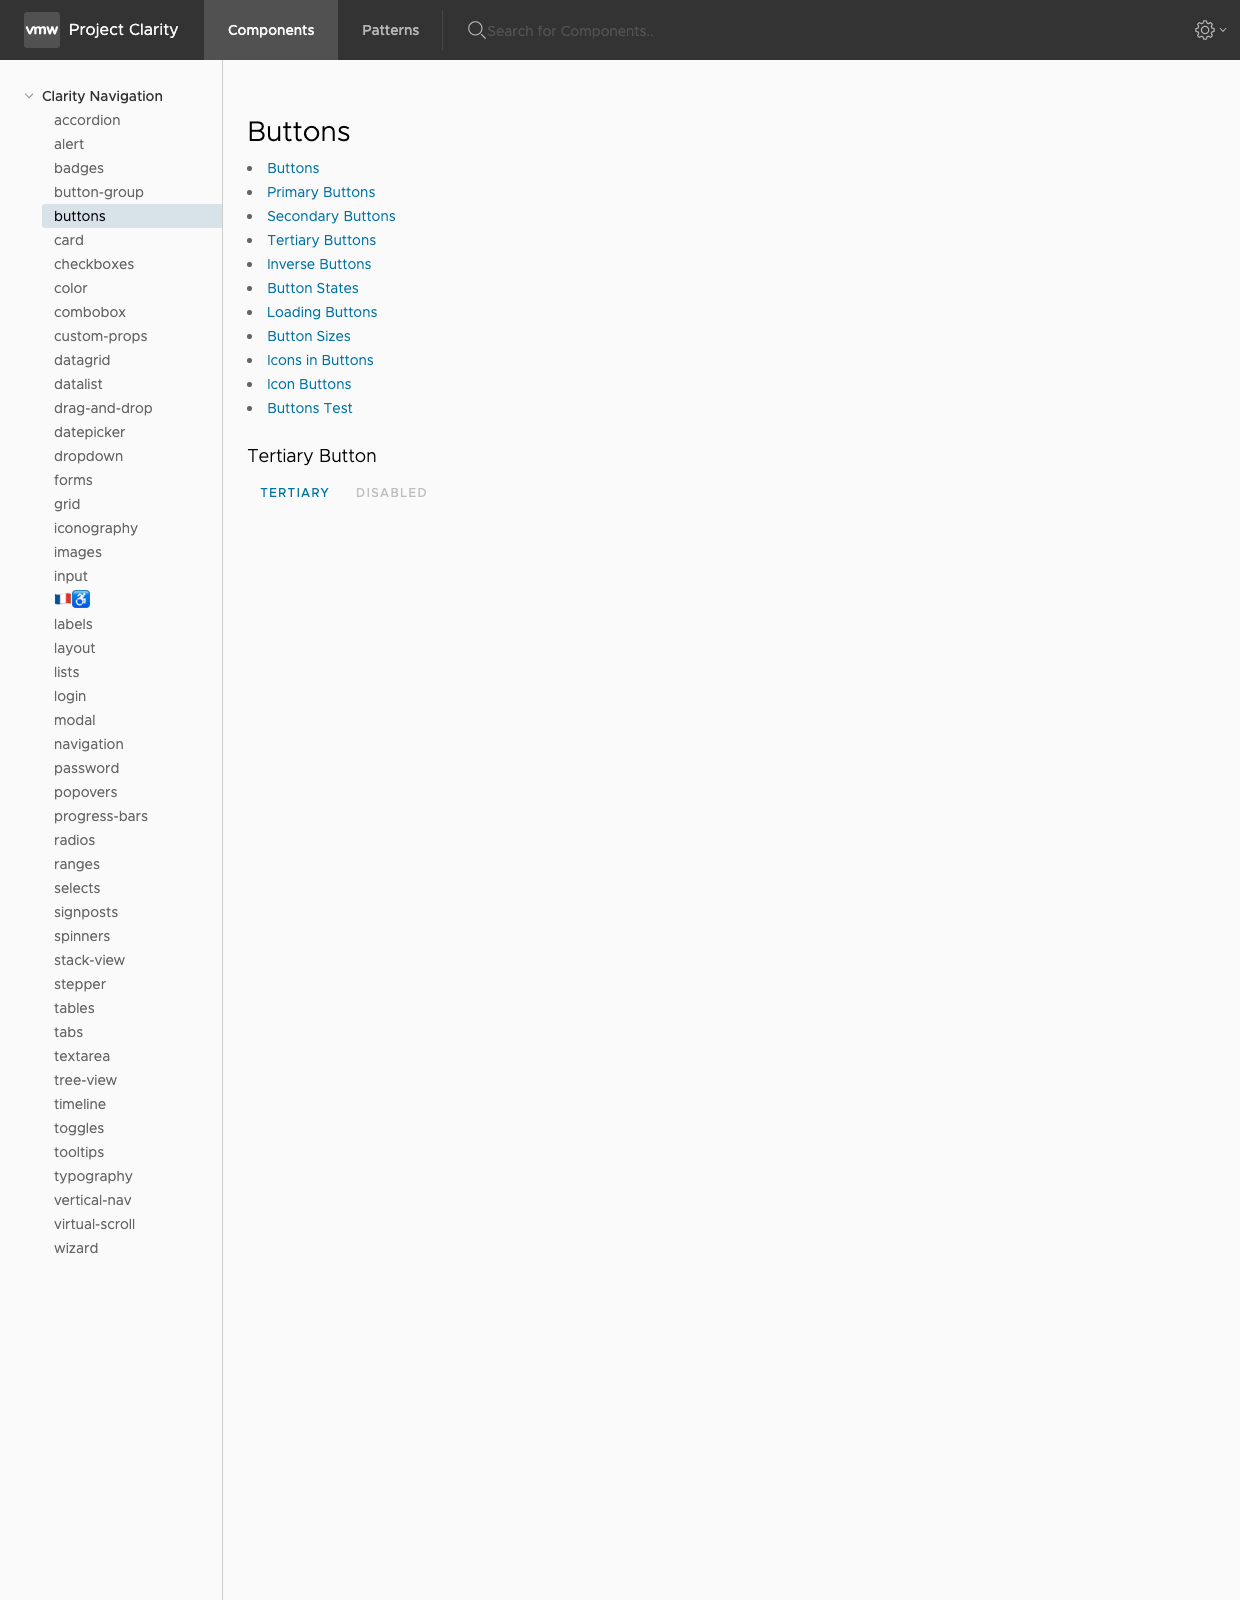 vmw Project Clarity Components Patterns Search for Components..
Clarity Navigation
accordion
alert
badges
button-group
buttons
card
checkboxes
color
combobox
custom-props
datagrid
datalist
drag-and-drop
datepicker
dropdown
forms
grid
iconography
images
input
🇫🇷♿
labels
layout
lists
login
modal
navigation
password
popovers
progress-bars
radios
ranges
selects
signposts
spinners
stack-view
stepper
tables
tabs
textarea
tree-view
timeline
toggles
tooltips
typography
vertical-nav
virtual-scroll
wizard
Buttons
• Buttons
• Primary Buttons
• Secondary Buttons
• Tertiary Buttons
• Inverse Buttons
• Button States
• Loading Buttons
• Button Sizes
• Icons in Buttons
• Icon Buttons
• Buttons Test
Tertiary Button
TERTIARY DISABLED